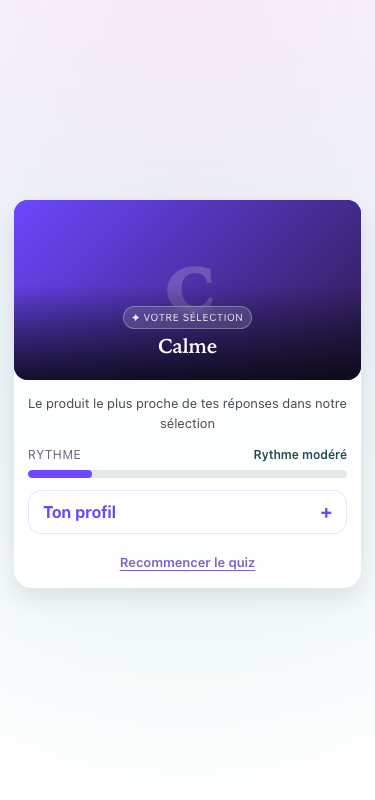 C
✦ VOTRE SÉLECTION
Calme
Le produit le plus proche de tes réponses dans notre
sélection
RYTHME
Rythme modéré
Ton profil
+
Recommencer le quiz